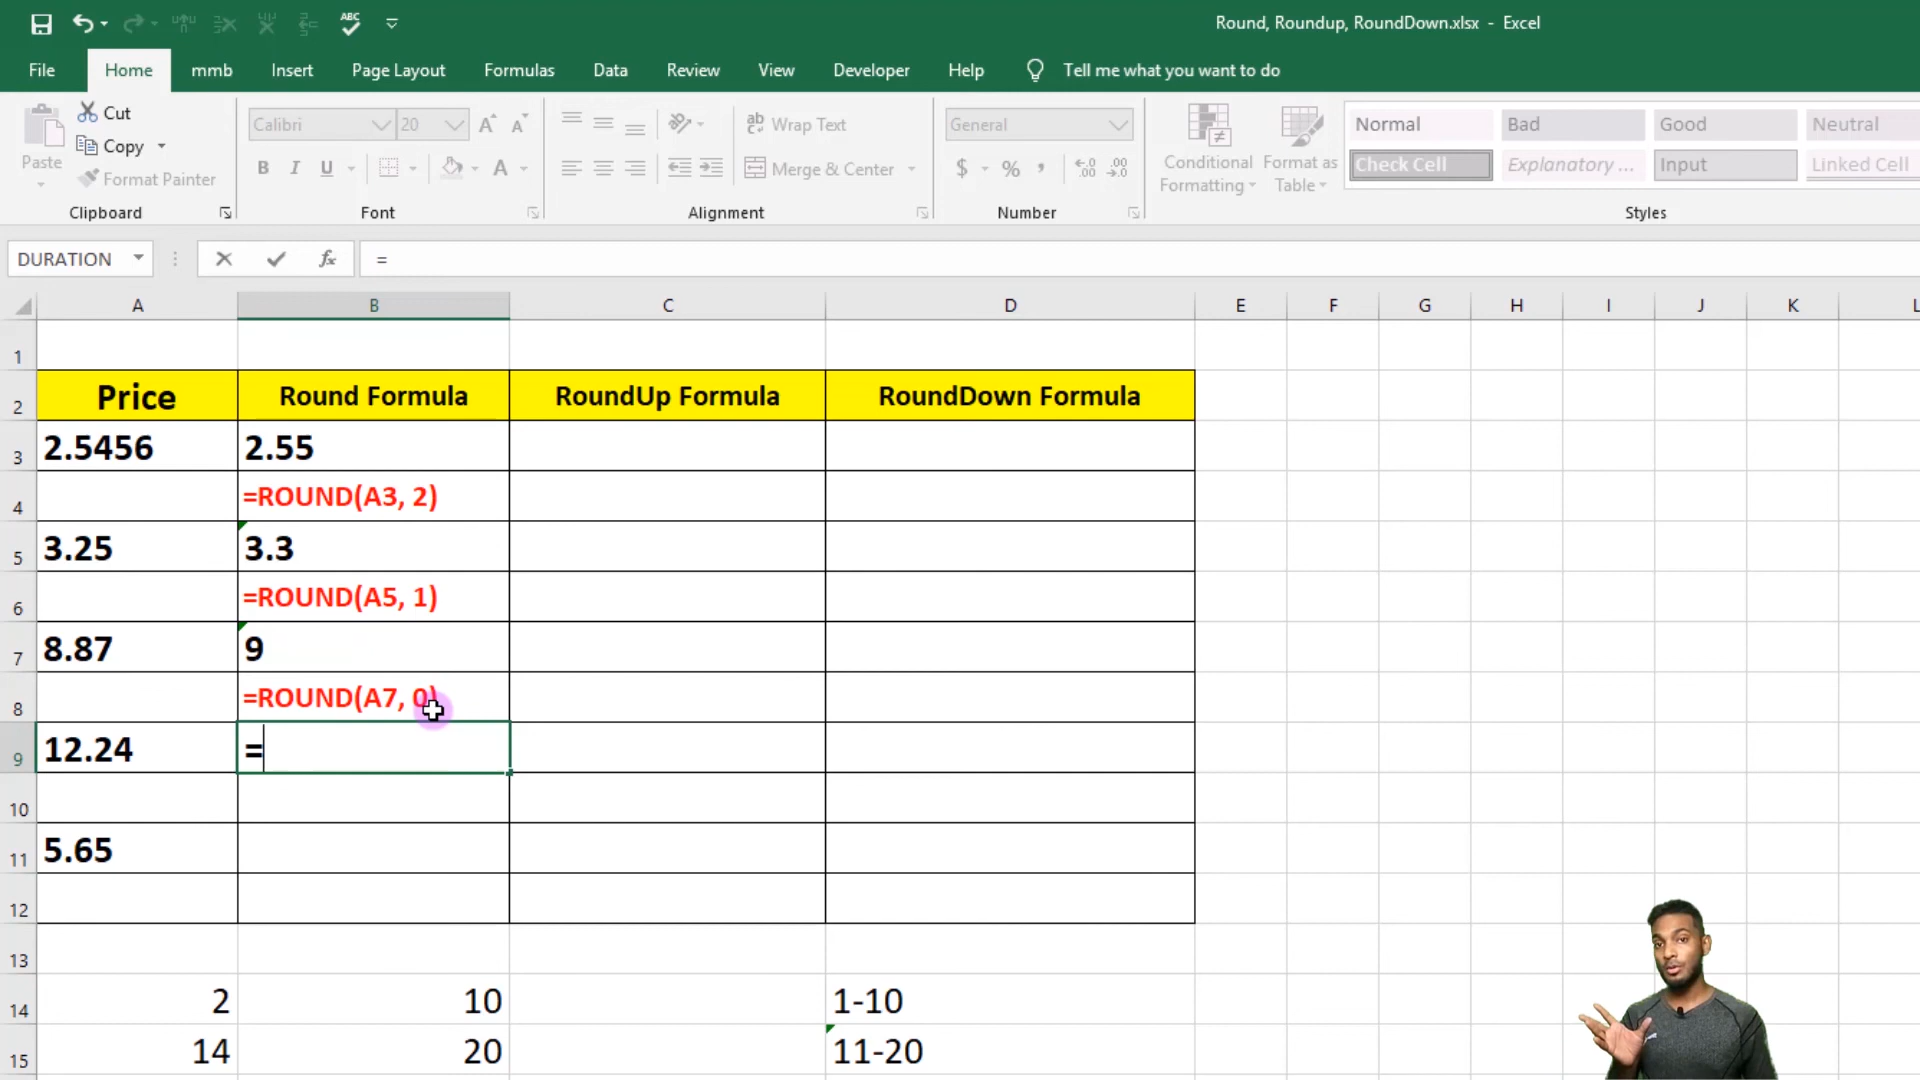 Round, Roundup, RoundDown.xlsx - Excel
File Home mmb Insert Page Layout Formulas Data Review View Developer Help Tell me what you want to do
Paste
Cut
Copy
Format Painter
Clipboard
Calibri 20
B I U A
Font
Wrap Text
Merge & Center
Alignment
General
$ % ,
Number
Conditional Formatting
Format as Table
Normal Bad Good Neutral
Check Cell Explanatory ... Input Linked Cell
Styles
DURATION fx =
A B C D E F G H I J K L
1
2 Price Round Formula RoundUp Formula RoundDown Formula
3 2.5456 2.55
4 =ROUND(A3, 2)
5 3.25 3.3
6 =ROUND(A5, 1)
7 8.87 9
8 =ROUND(A7, 0)
9 12.24 =
10
11 5.65
12
13
14 2 10 1-10
15 14 20 11-20